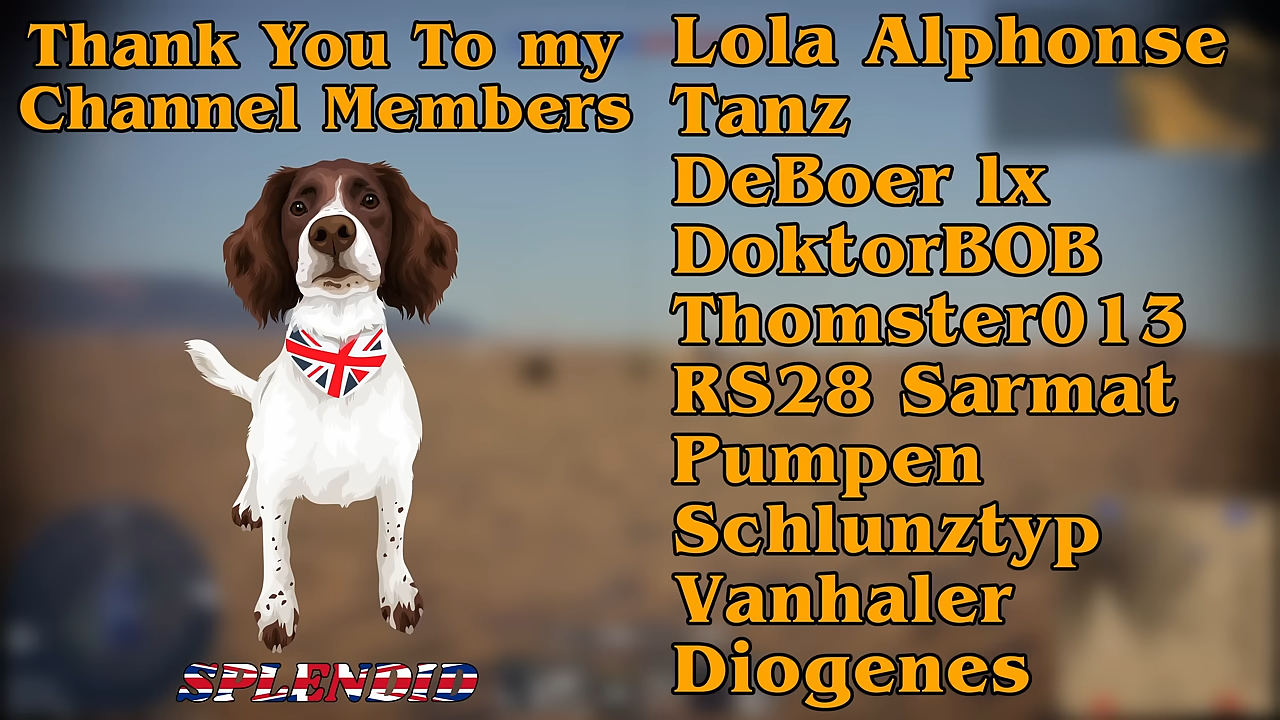 Thank You To my
Channel Members
SPLENDID
Lola Alphonse
Tanz
DeBoer lx
DoktorBOB
Thomster013
RS28 Sarmat
Pumpen
Schlunztyp
Vanhaler
Diogenes